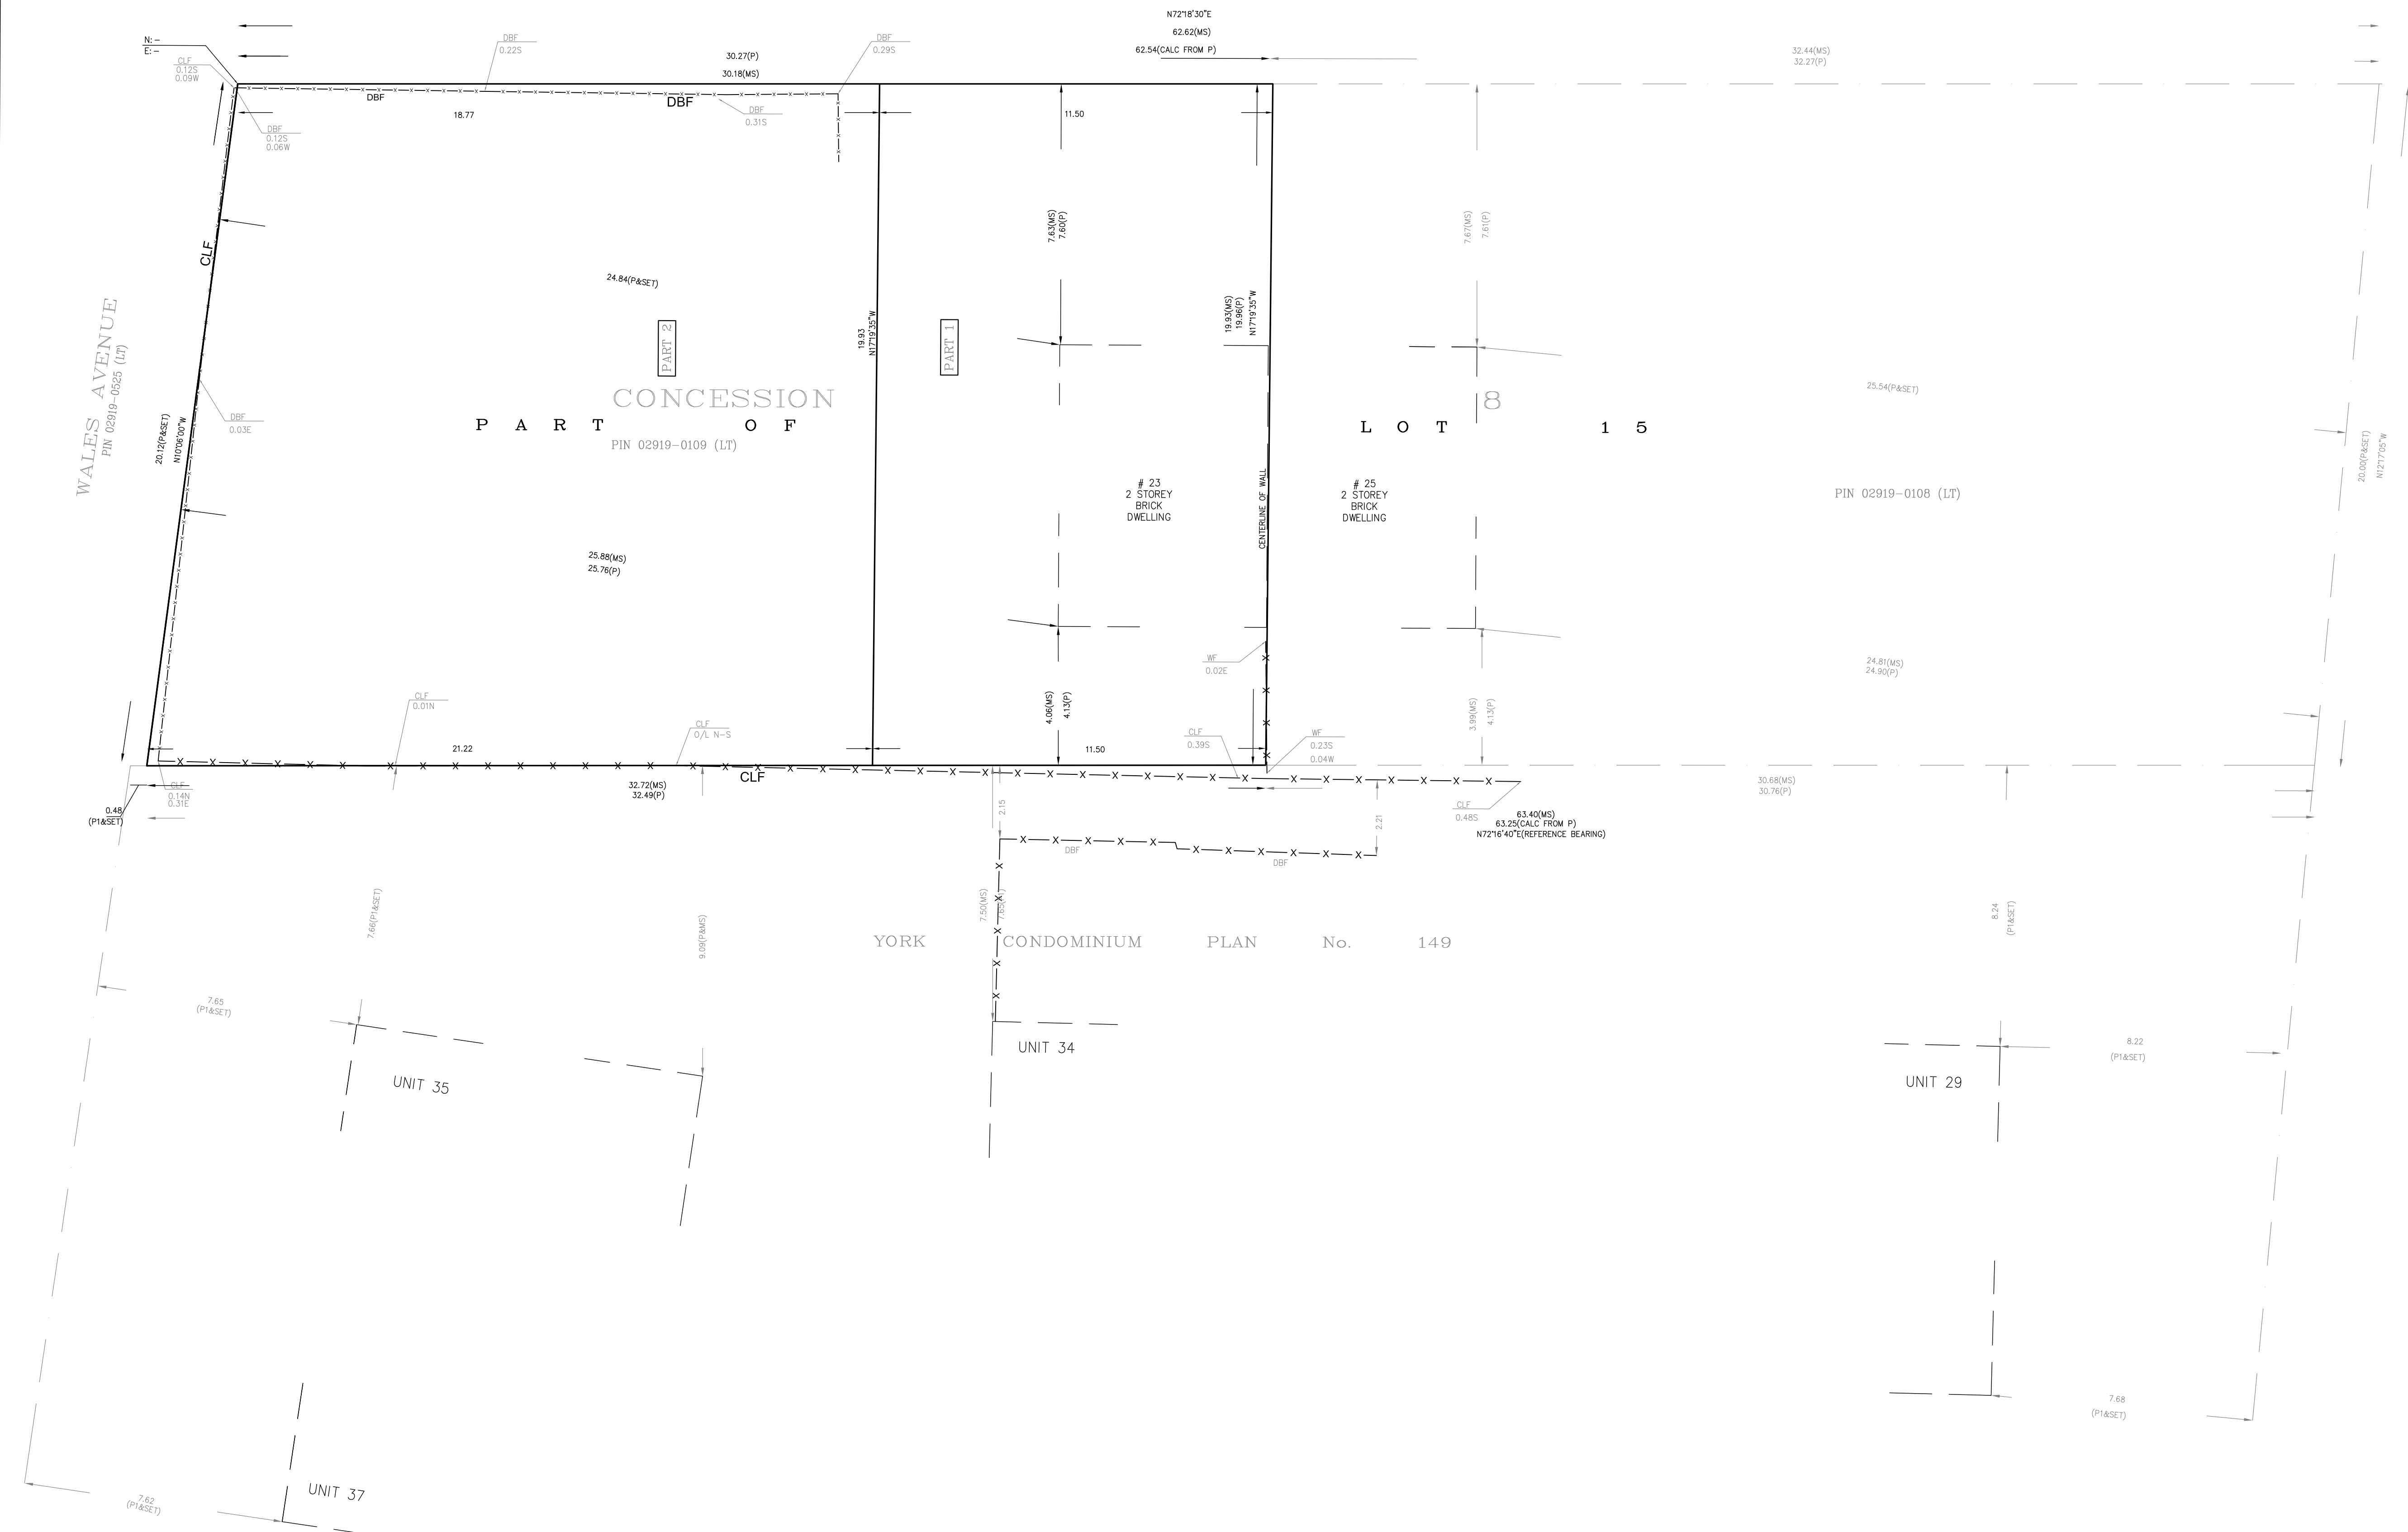 N72°18'30"E
62.62(MS)
62.54(CALC FROM P)
N: -
E: -
CLF
0.12S
0.09W
DBF
0.22S
30.27(P)
30.18(MS)
DBF
0.29S
32.44(MS)
32.27(P)
DBF
DBF
DBF
0.31S
18.77
11.50
DBF
0.12S
0.06W
CLF
7.63(MS)
7.60(P)
7.67(MS)
7.61(P)
24.84(P&SET)
WALES AVENUE
PIN 02919-0525 (LT)
PART 2
19.93
N17°19'35"W
PART 1
19.93(MS)
19.96(P)
N17°19'35"W
CONCESSION
8
25.54(P&SET)
DBF
0.03E
20.12(P&SET)
N10°06'00"W
PART OF
LOT 15
PIN 02919-0109 (LT)
20.00(P&SET)
N12°17'05"W
# 23
2 STOREY
BRICK
DWELLING
CENTERLINE OF WALL
# 25
2 STOREY
BRICK
DWELLING
PIN 02919-0108 (LT)
25.88(MS)
25.76(P)
WF
0.02E
24.81(MS)
24.90(P)
CLF
0.01N
4.06(MS)
4.13(P)
3.99(MS)
4.13(P)
CLF
O/L N-S
CLF
0.39S
WF
0.23S
0.04W
21.22
11.50
CLF
32.72(MS)
32.49(P)
CLF
0.14N
0.31E
0.48
(P1&SET)
30.68(MS)
30.76(P)
CLF
0.48S
63.40(MS)
63.25(CALC FROM P)
N72°16'40"E(REFERENCE BEARING)
2.15
2.21
DBF
DBF
7.66(P1&SET)
9.09(P&MS)
7.50(MS)
8.24
(P1&SET)
YORK CONDOMINIUM PLAN No. 149
7.65
(P1&SET)
UNIT 34
UNIT 35
UNIT 29
8.22
(P1&SET)
7.68
(P1&SET)
UNIT 37
7.62
(P1&SET)